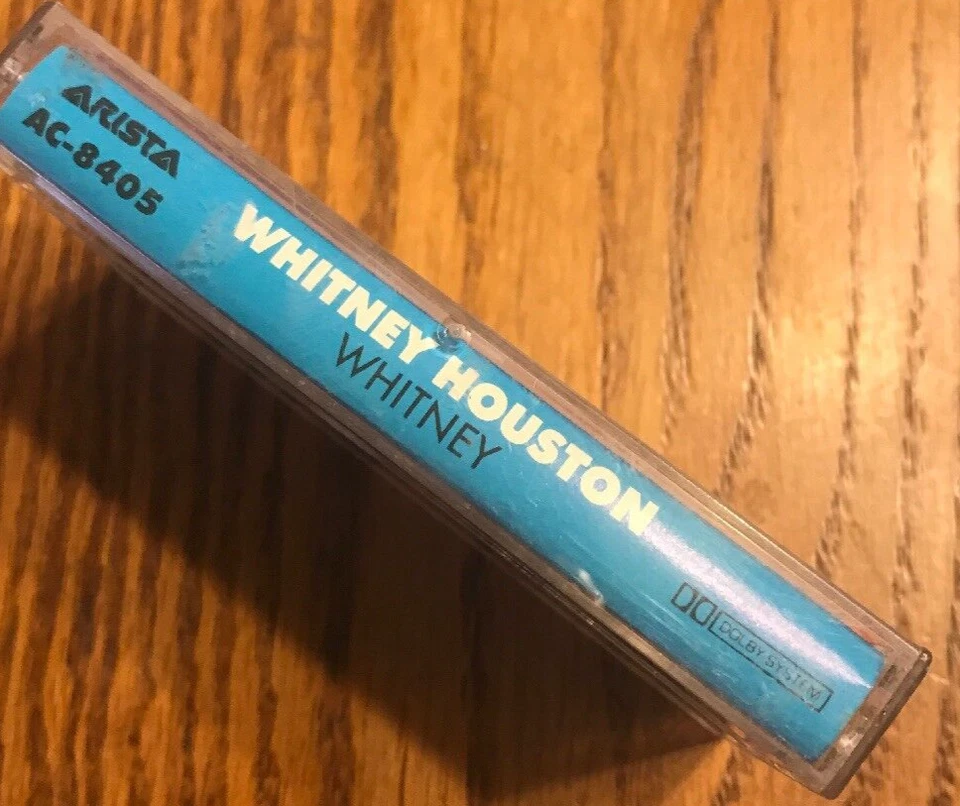 ARISTA
AC-8405
WHITNEY HOUSTON
WHITNEY
DOLBY SYSTEM